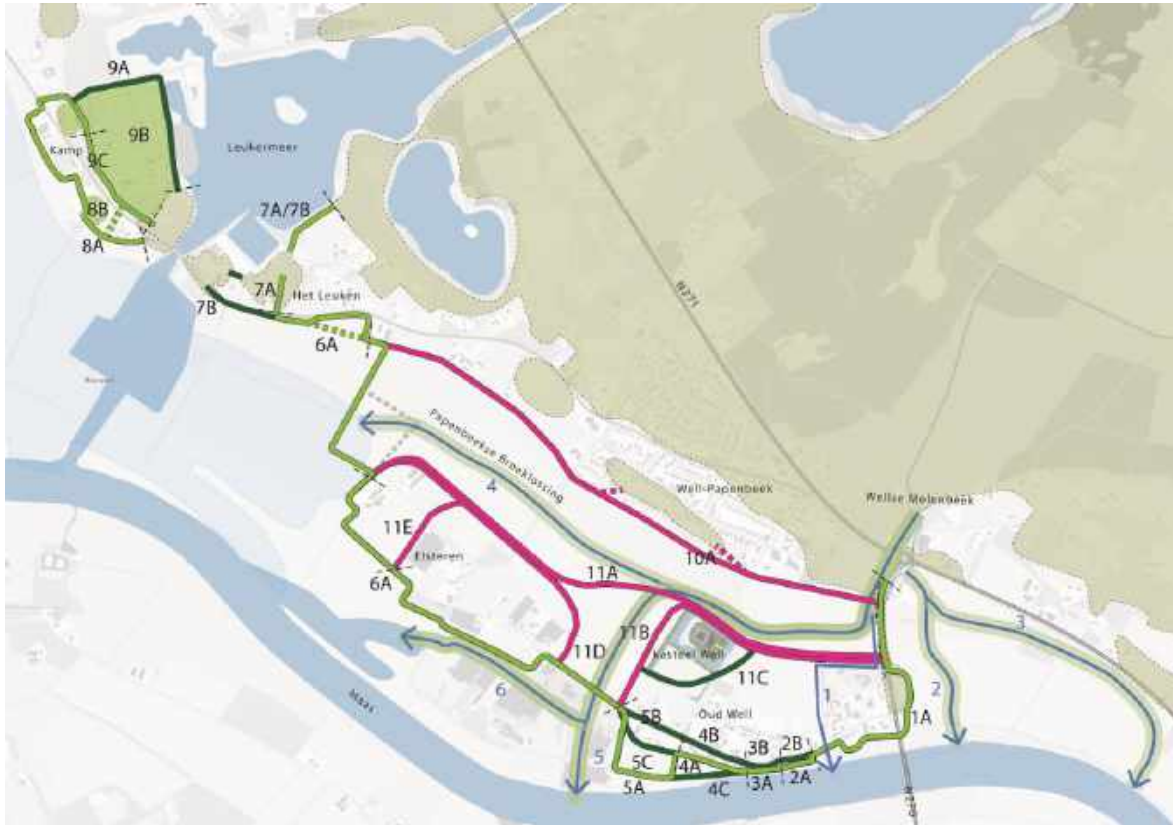 9A
9B
Kamp
9C
Leukermeer
8B
7A/7B
8A
7A
Het Leuken
7B
N271
6A
Papenbeekse Broeklossing
4
Well-Papenbeek
Wellse Molenbeek
11E
Elsteren
10A
6A
11A
3
11B
kasteel Well
11D
11C
6
1
2
Maas
5B
Oud Well
1A
4B
3B
2B
5
5C
4A
2A
5A
3A
4C
N270